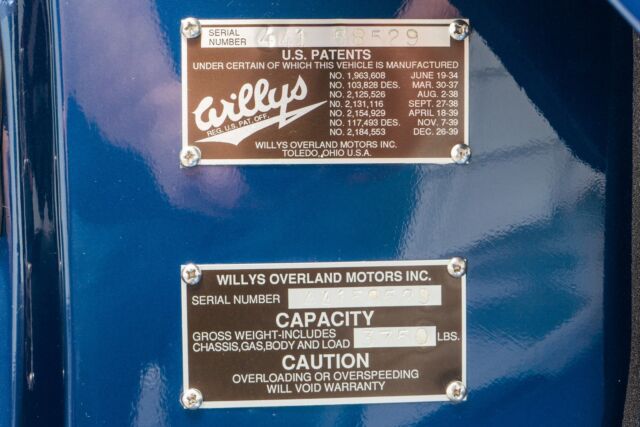 SERIAL NUMBER 441 38529
U.S. PATENTS
UNDER CERTAIN OF WHICH THIS VEHICLE IS MANUFACTURED
Willys
REG. U.S. PAT. OFF.
NO. 1,963,608 JUNE 19-34
NO. 103,828 DES. MAR. 30-37
NO. 2,125,526 AUG. 2-38
NO. 2,131,116 SEPT. 27-38
NO. 2,154,929 APRIL 18-39
NO. 117,493 DES. NOV. 7-39
NO. 2,184,553 DEC. 26-39
WILLYS OVERLAND MOTORS INC.
TOLEDO, OHIO U.S.A.
WILLYS OVERLAND MOTORS INC.
SERIAL NUMBER 44138529
CAPACITY
GROSS WEIGHT-INCLUDES
CHASSIS,GAS,BODY AND LOAD LBS.
CAUTION
OVERLOADING OR OVERSPEEDING
WILL VOID WARRANTY